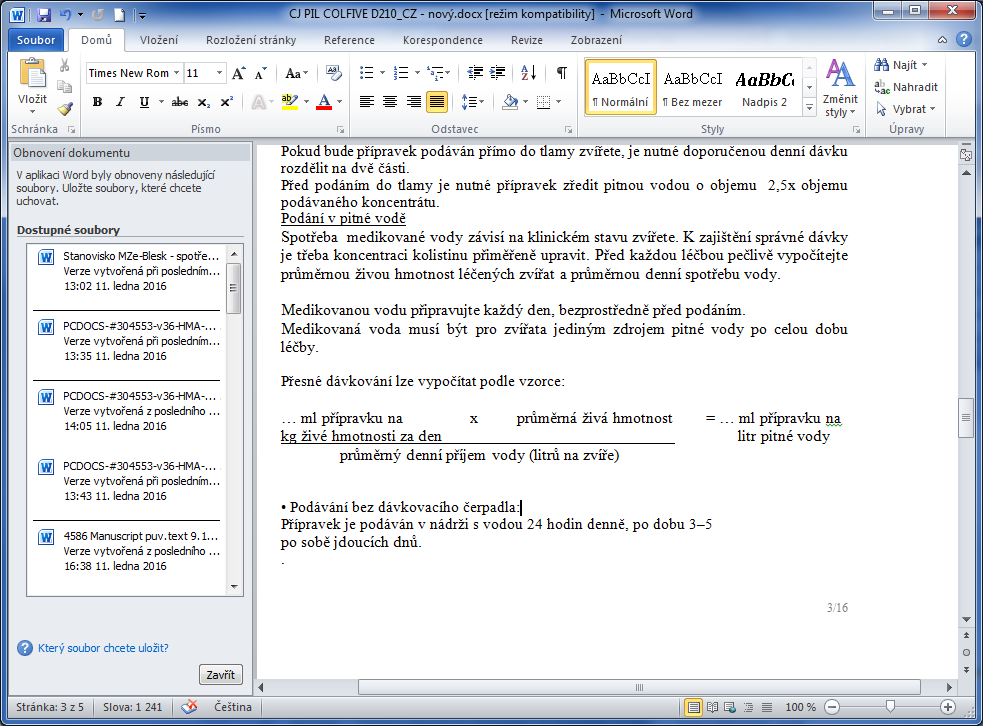 CJ PIL COLFIVE D210_CZ - nový.docx [režim kompatibility] - Microsoft Word
Soubor Domů Vložení Rozložení stránky Reference Korespondence Revize Zobrazení
Vložit
Times New Rom 11
AaBbCcI AaBbCcI AaBbC
¶ Normální ¶ Bez mezer Nadpis 2
Změnit styly
Najít
Nahradit
Vybrat
Schránka Písmo Odstavec Styly Úpravy
Obnovení dokumentu
V aplikaci Word byly obnoveny následující
soubory. Uložte soubory, které chcete
uchovat.
Dostupné soubory
Stanovisko MZe-Blesk - spotře...
Verze vytvořená při posledním...
13:02 11. ledna 2016
PCDOCS-#304553-v36-HMA-...
Verze vytvořená při posledním...
13:35 11. ledna 2016
PCDOCS-#304553-v36-HMA-...
Verze vytvořená z posledního ...
14:05 11. ledna 2016
PCDOCS-#304553-v36-HMA-...
Verze vytvořená při posledním...
13:43 11. ledna 2016
4586 Manuscript puv.text 9.1...
Verze vytvořená z posledního ...
16:38 11. ledna 2016
Který soubor chcete uložit?
Zavřít
Pokud bude přípravek podáván přímo do tlamy zvířete, je nutné doporučenou denní dávku
rozdělit na dvě části.
Před podáním do tlamy je nutné přípravek zředit pitnou vodou o objemu 2,5x objemu
podávaného koncentrátu.
Podání v pitné vodě
Spotřeba medikované vody závisí na klinickém stavu zvířete. K zajištění správné dávky
je třeba koncentraci kolistinu přiměřeně upravit. Před každou léčbou pečlivě vypočítejte
průměrnou živou hmotnost léčených zvířat a průměrnou denní spotřebu vody.
Medikovanou vodu připravujte každý den, bezprostředně před podáním.
Medikovaná voda musí být pro zvířata jediným zdrojem pitné vody po celou dobu
léčby.
Přesné dávkování lze vypočítat podle vzorce:
… ml přípravku na x průměrná živá hmotnost = … ml přípravku na
kg živé hmotnosti za den litr pitné vody
průměrný denní příjem vody (litrů na zvíře)
• Podávání bez dávkovacího čerpadla:
Přípravek je podáván v nádrži s vodou 24 hodin denně, po dobu 3–5
po sobě jdoucích dnů.
.
3/16
Stránka: 3 z 5 Slova: 1 241 Čeština 100 %